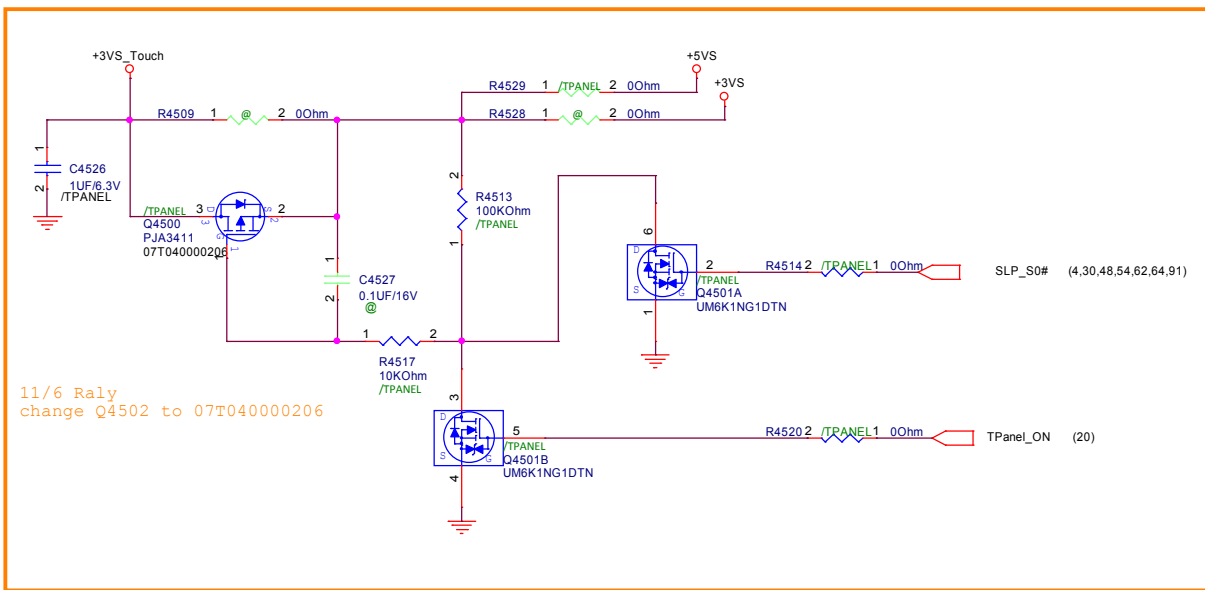 +3VS_Touch
+5VS
+3VS
R4529 1 /TPANEL 2 0Ohm
R4509 1 @ 2 0Ohm
R4528 1 @ 2 0Ohm
1
C4526
1UF/6.3V
/TPANEL
2
2
R4513
100KOhm
/TPANEL
1
/TPANEL 3 D 3 S 2 2
Q4500
PJA3411
07T040000206
G 1
1
1
C4527
0.1UF/16V
@
2
6
D
S
G
2
/TPANEL
Q4501A
UM6K1NG1DTN
1
R4514 2 /TPANEL 1 0Ohm
SLP_S0# (4,30,48,54,62,64,91)
1 2
R4517
10KOhm
/TPANEL
11/6 Raly
change Q4502 to 07T040000206
3
D
S
G
5
/TPANEL
Q4501B
UM6K1NG1DTN
4
R4520 2 /TPANEL 1 0Ohm
TPanel_ON (20)